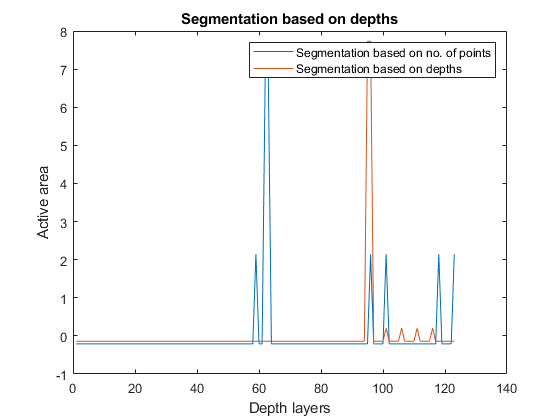 Segmentation based on depths
8
7
6
5
4
3
2
1
0
-1
Active area
Segmentation based on no. of points
Segmentation based on depths
0 20 40 60 80 100 120 140
Depth layers